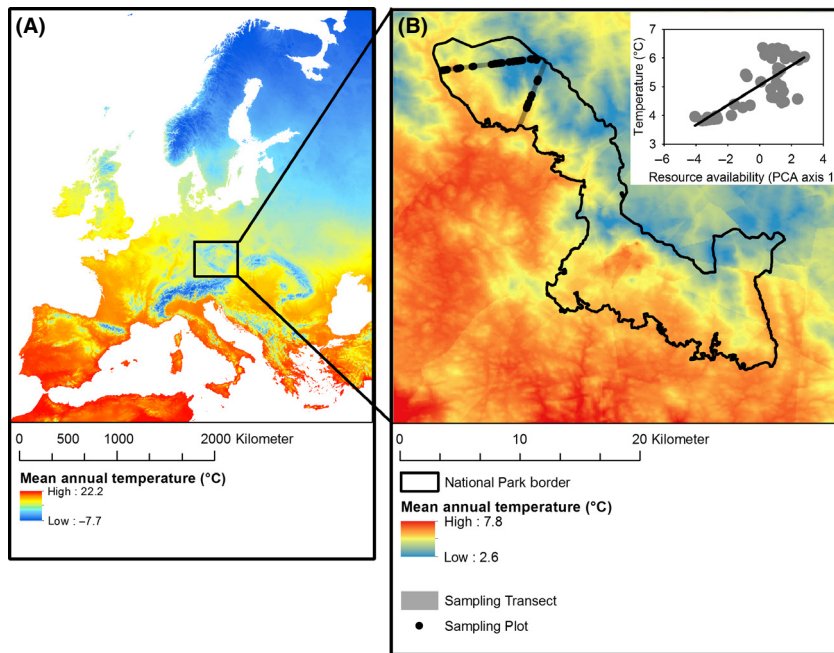 (A)
0 500 1000 2000 Kilometer
Mean annual temperature (°C)
High : 22.2
Low : –7.7
(B)
7
6
5
4
3
Temperature (°C)
−6 −4 −2 0 2 4
Resource availability (PCA axis 1
0 10 20 Kilometer
National Park border
Mean annual temperature (°C)
High : 7.8
Low : 2.6
Sampling Transect
Sampling Plot